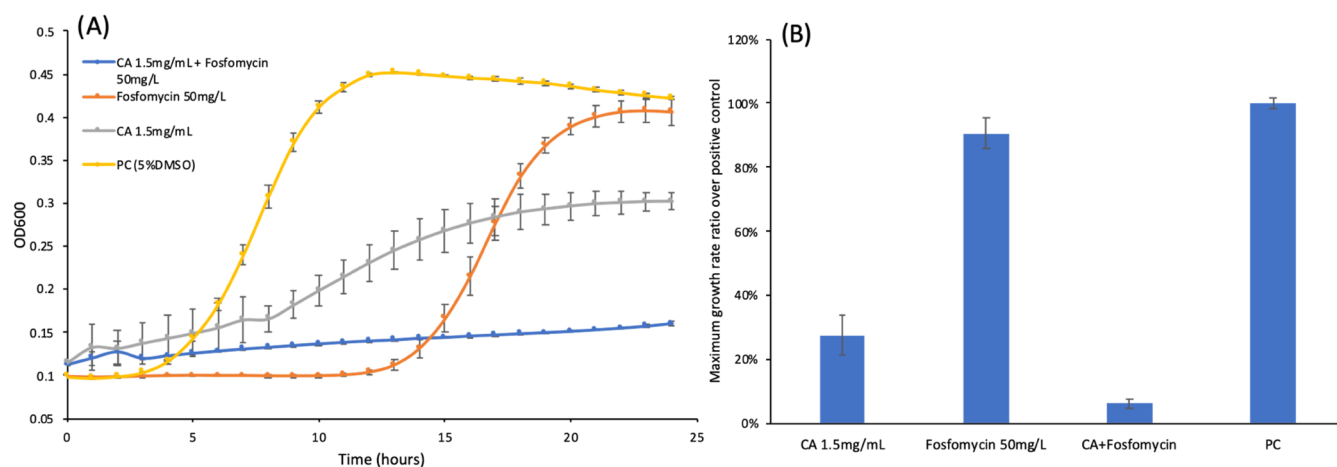 (A)
0.5
0.45
0.4
0.35
0.3
0.25
0.2
0.15
0.1
0.05
OD600
CA 1.5mg/mL + Fosfomycin
50mg/L
Fosfomycin 50mg/L
CA 1.5mg/mL
PC (5%DMSO)
0 5 10 15 20 25
Time (hours)
(B)
120%
100%
80%
60%
40%
20%
0%
Maximum growth rate ratio over positive control
CA 1.5mg/mL Fosfomycin 50mg/L CA+Fosfomycin PC